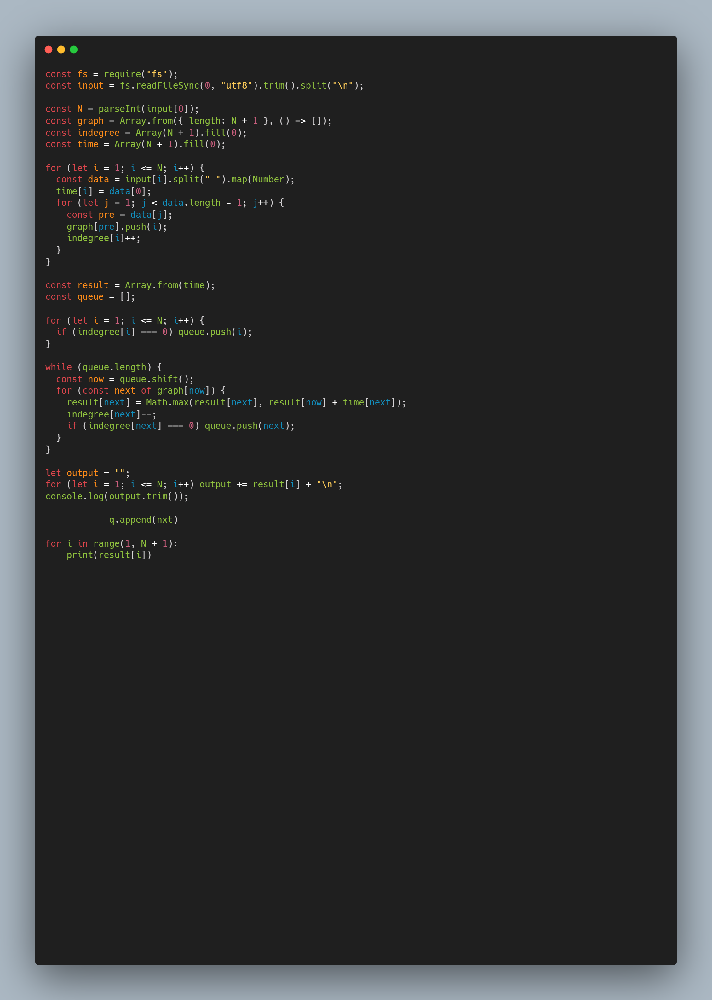 const fs = require("fs");
const input = fs.readFileSync(0, "utf8").trim().split("\n");

const N = parseInt(input[0]);
const graph = Array.from({ length: N + 1 }, () => []);
const indegree = Array(N + 1).fill(0);
const time = Array(N + 1).fill(0);

for (let i = 1; i <= N; i++) {
  const data = input[i].split(" ").map(Number);
  time[i] = data[0];
  for (let j = 1; j < data.length - 1; j++) {
    const pre = data[j];
    graph[pre].push(i);
    indegree[i]++;
  }
}

const result = Array.from(time);
const queue = [];

for (let i = 1; i <= N; i++) {
  if (indegree[i] === 0) queue.push(i);
}

while (queue.length) {
  const now = queue.shift();
  for (const next of graph[now]) {
    result[next] = Math.max(result[next], result[now] + time[next]);
    indegree[next]--;
    if (indegree[next] === 0) queue.push(next);
  }
}

let output = "";
for (let i = 1; i <= N; i++) output += result[i] + "\n";
console.log(output.trim());

            q.append(nxt)

for i in range(1, N + 1):
    print(result[i])